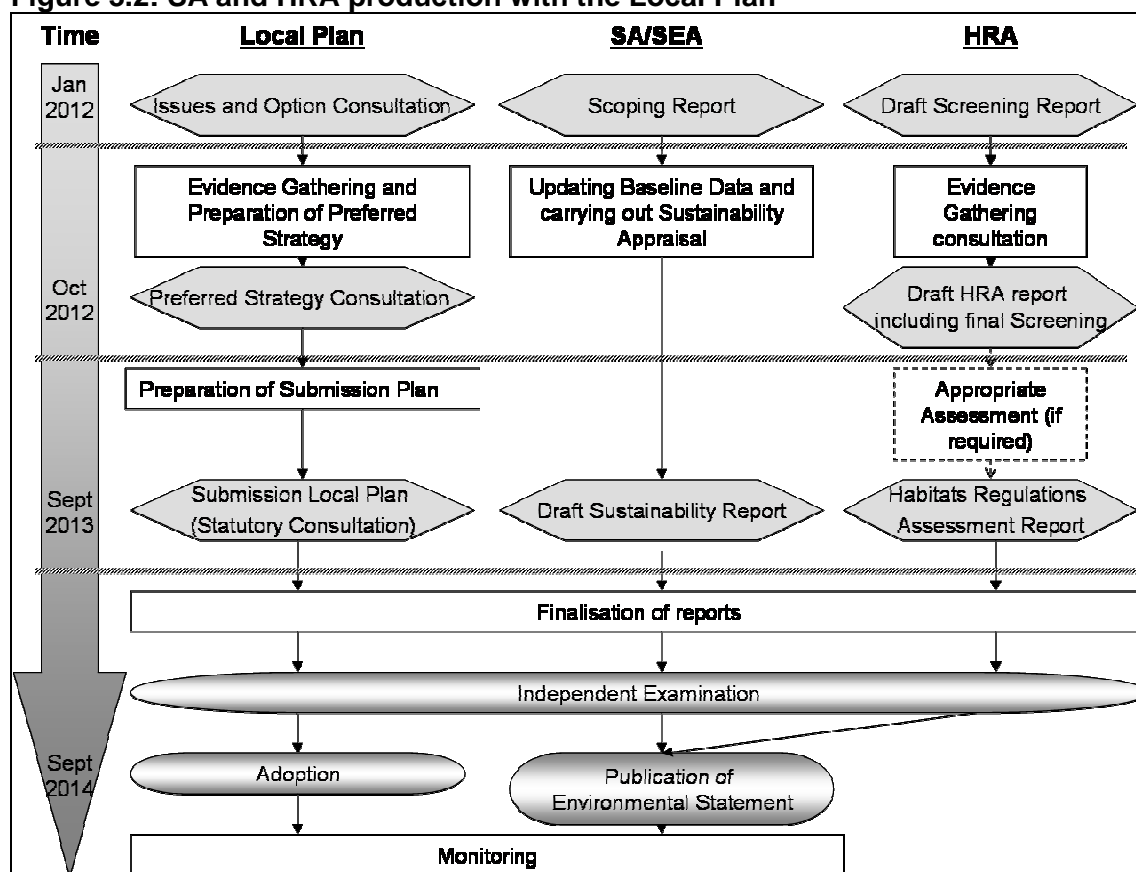 Figure 3.2: SA and HRA production with the Local Plan
Time
Local Plan
SA/SEA
HRA
Jan
2012
Issues and Option Consultation
Scoping Report
Draft Screening Report
Evidence Gathering and
Preparation of Preferred
Strategy
Updating Baseline Data and
carrying out Sustainability
Appraisal
Evidence
Gathering
consultation
Oct
2012
Preferred Strategy Consultation
Draft HRA report
including final Screening
Preparation of Submission Plan
Appropriate
Assessment (if
required)
Sept
2013
Submission Local Plan
(Statutory Consultation)
Draft Sustainability Report
Habitats Regulations
Assessment Report
Finalisation of reports
Independent Examination
Sept
2014
Adoption
Publication of
Environmental Statement
Monitoring